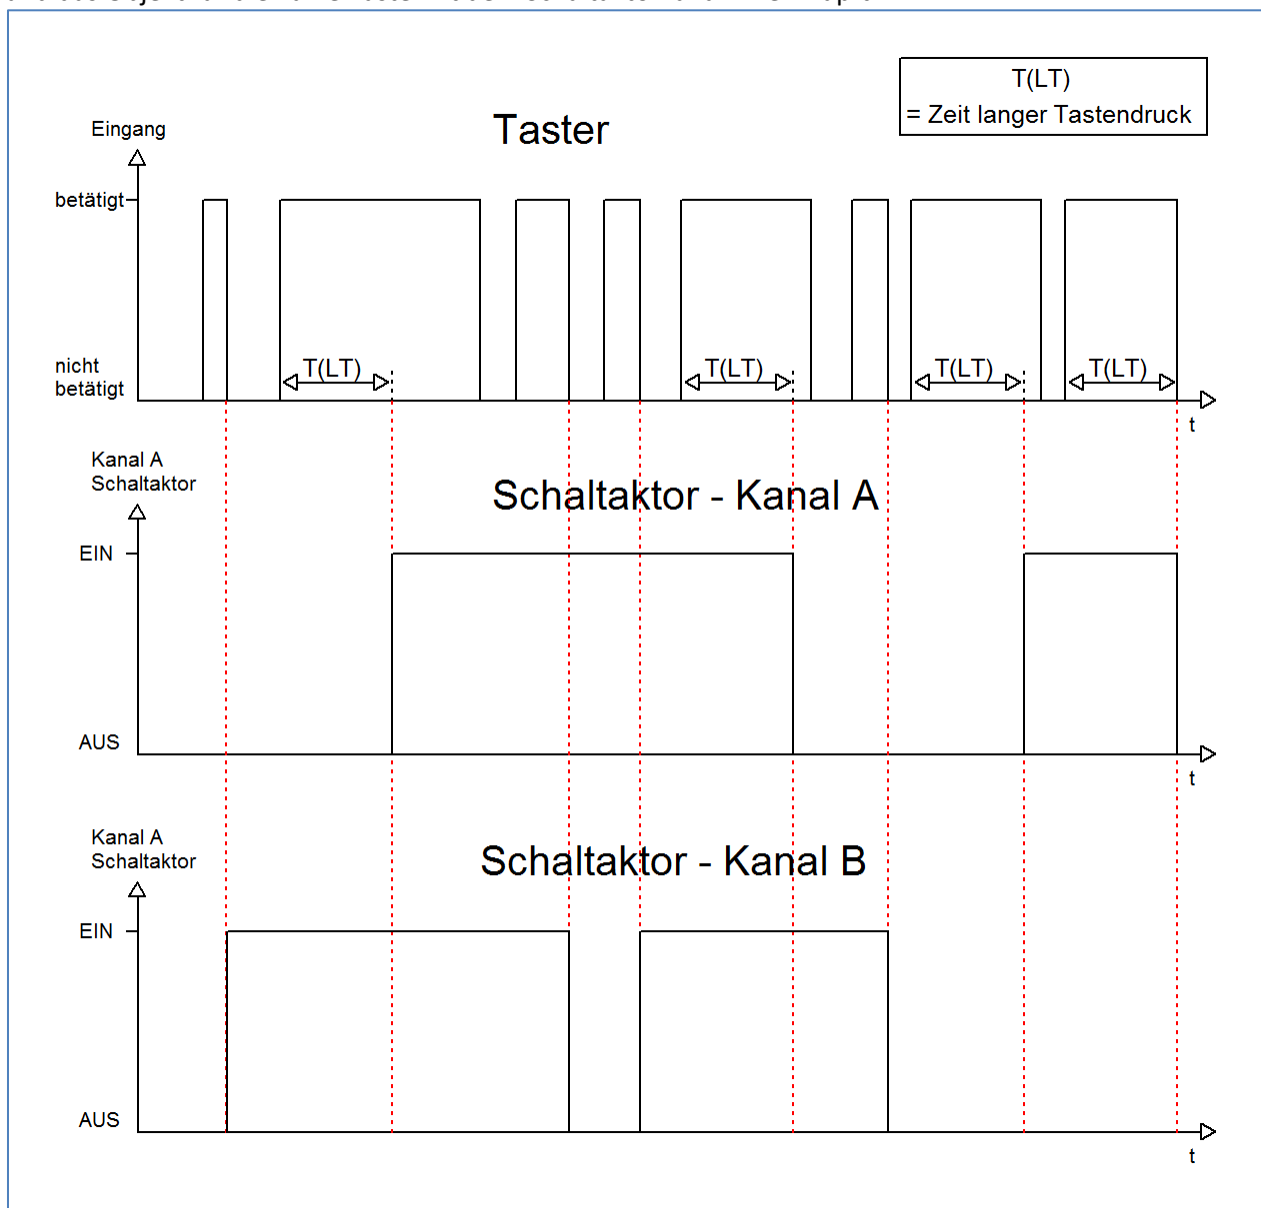 T(LT)
= Zeit langer Tastendruck
Taster
Eingang
betätigt
nicht
betätigt
T(LT)
T(LT)
T(LT)
T(LT)
t
Kanal A
Schaltaktor
Schaltaktor - Kanal A
EIN
AUS
t
Kanal A
Schaltaktor
Schaltaktor - Kanal B
EIN
AUS
t